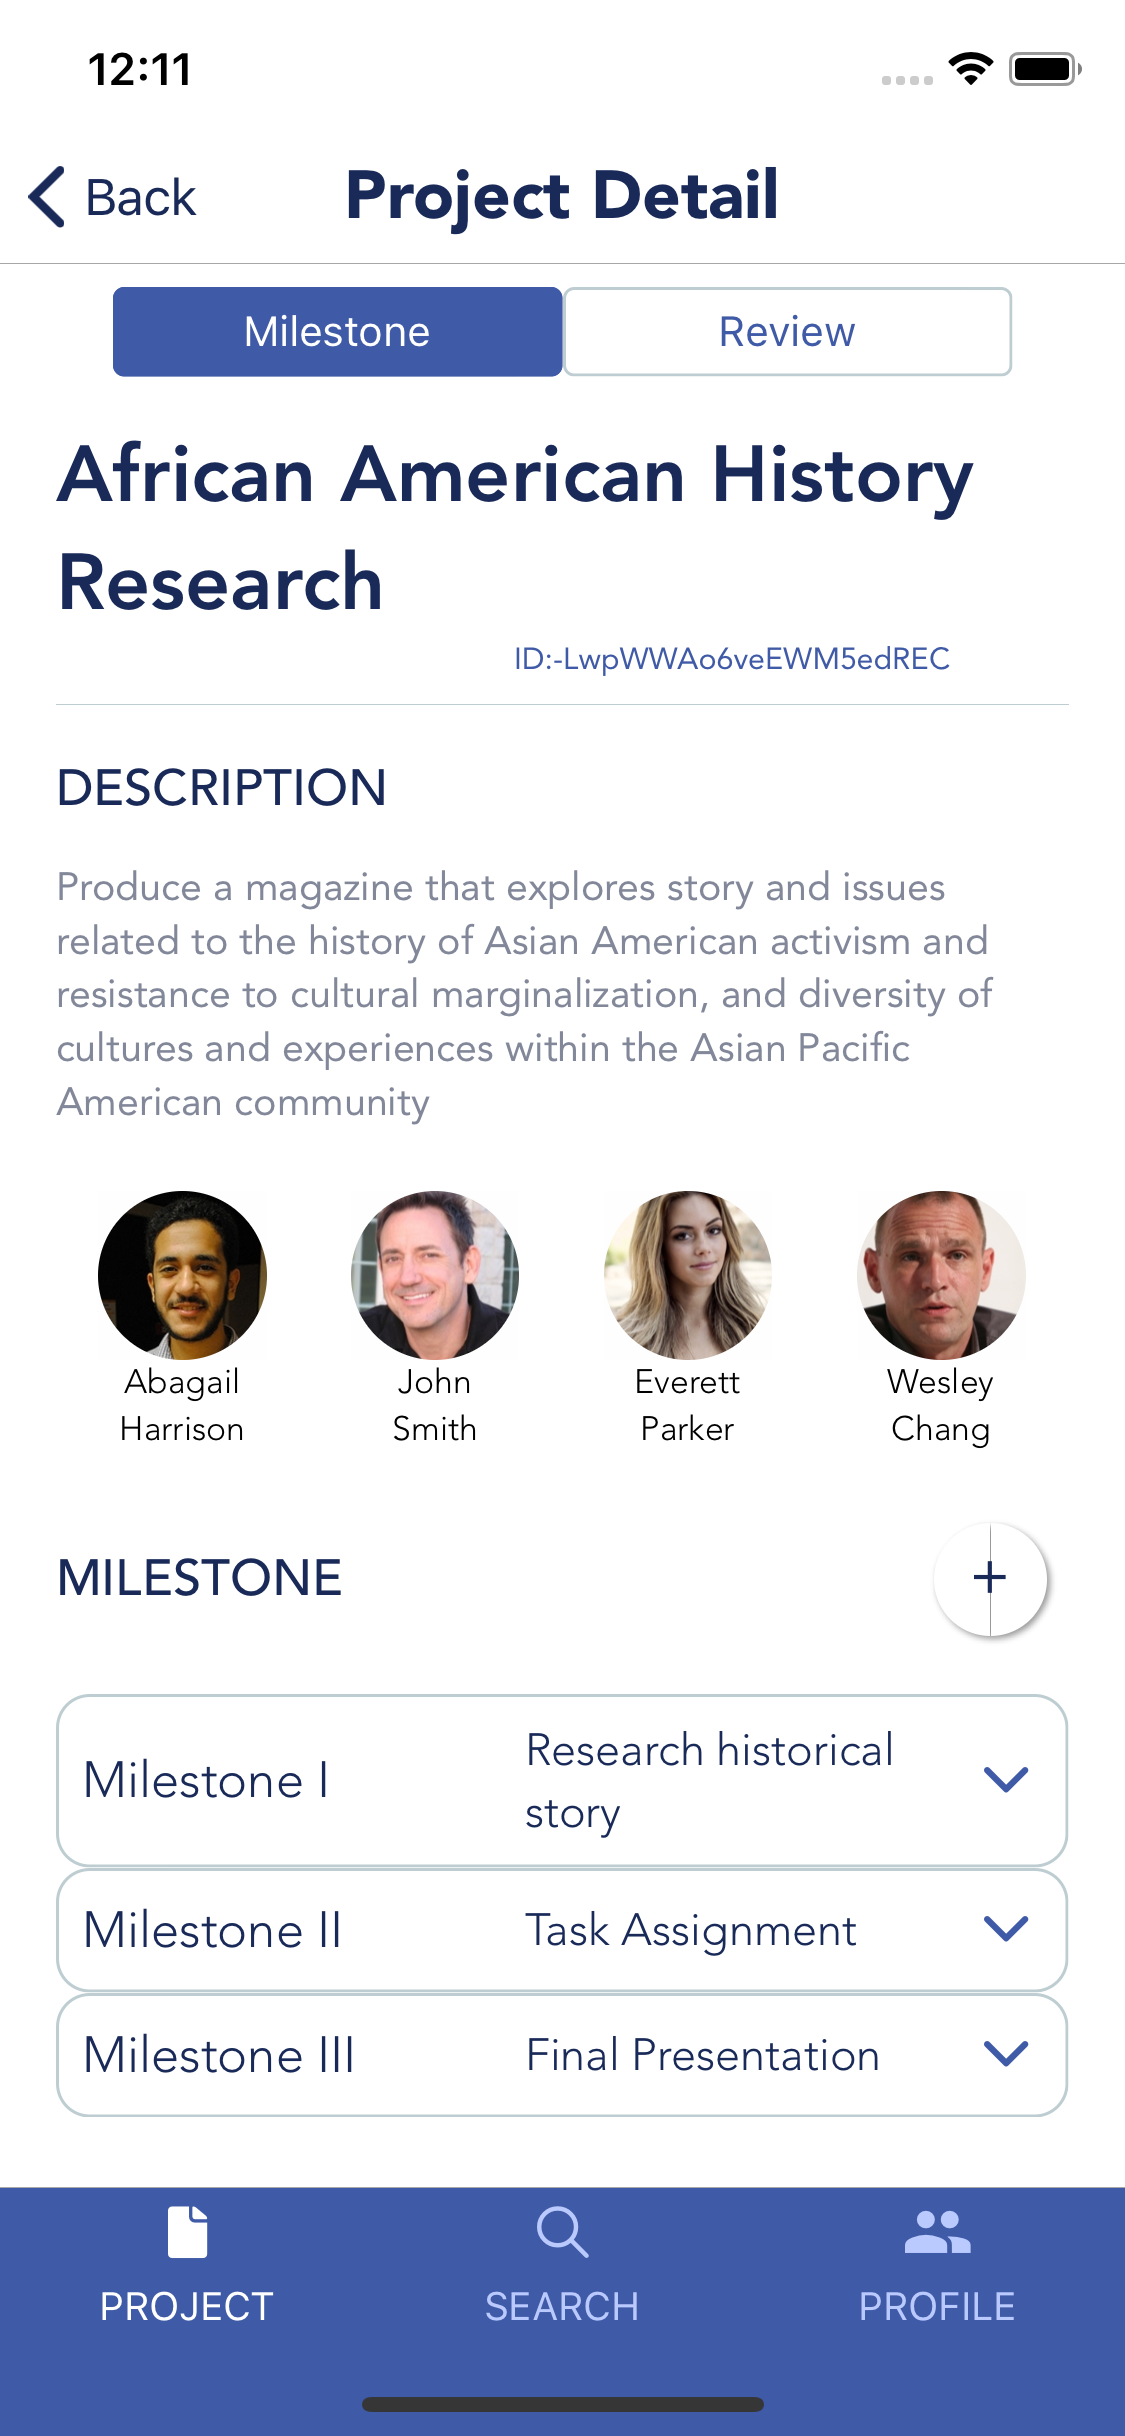 12:11
Back
Project Detail
Milestone
Review
African American History
Research
ID:-LwpWWAo6veEWM5edREC
DESCRIPTION
Produce a magazine that explores story and issues
related to the history of Asian American activism and
resistance to cultural marginalization, and diversity of
cultures and experiences within the Asian Pacific
American community
Abagail
Harrison
John
Smith
Everett
Parker
Wesley
Chang
MILESTONE
+
Milestone I
Research historical
story
Milestone II
Task Assignment
Milestone III
Final Presentation
PROJECT
SEARCH
PROFILE